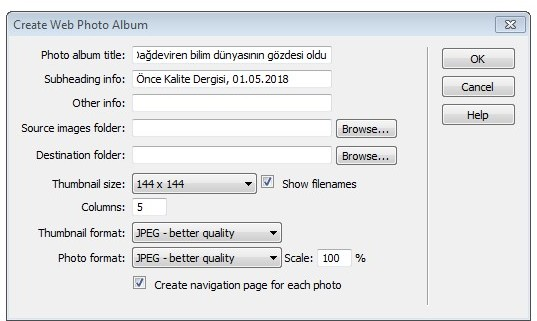 Create Web Photo Album
Photo album title: ağdeviren bilim dünyasının gözdesi oldu
OK
Subheading info: Önce Kalite Dergisi, 01.05.2018
Cancel
Other info:
Help
Source images folder: Browse...
Destination folder: Browse...
Thumbnail size: 144 x 144 Show filenames
Columns: 5
Thumbnail format: JPEG - better quality
Photo format: JPEG - better quality Scale: 100 %
Create navigation page for each photo